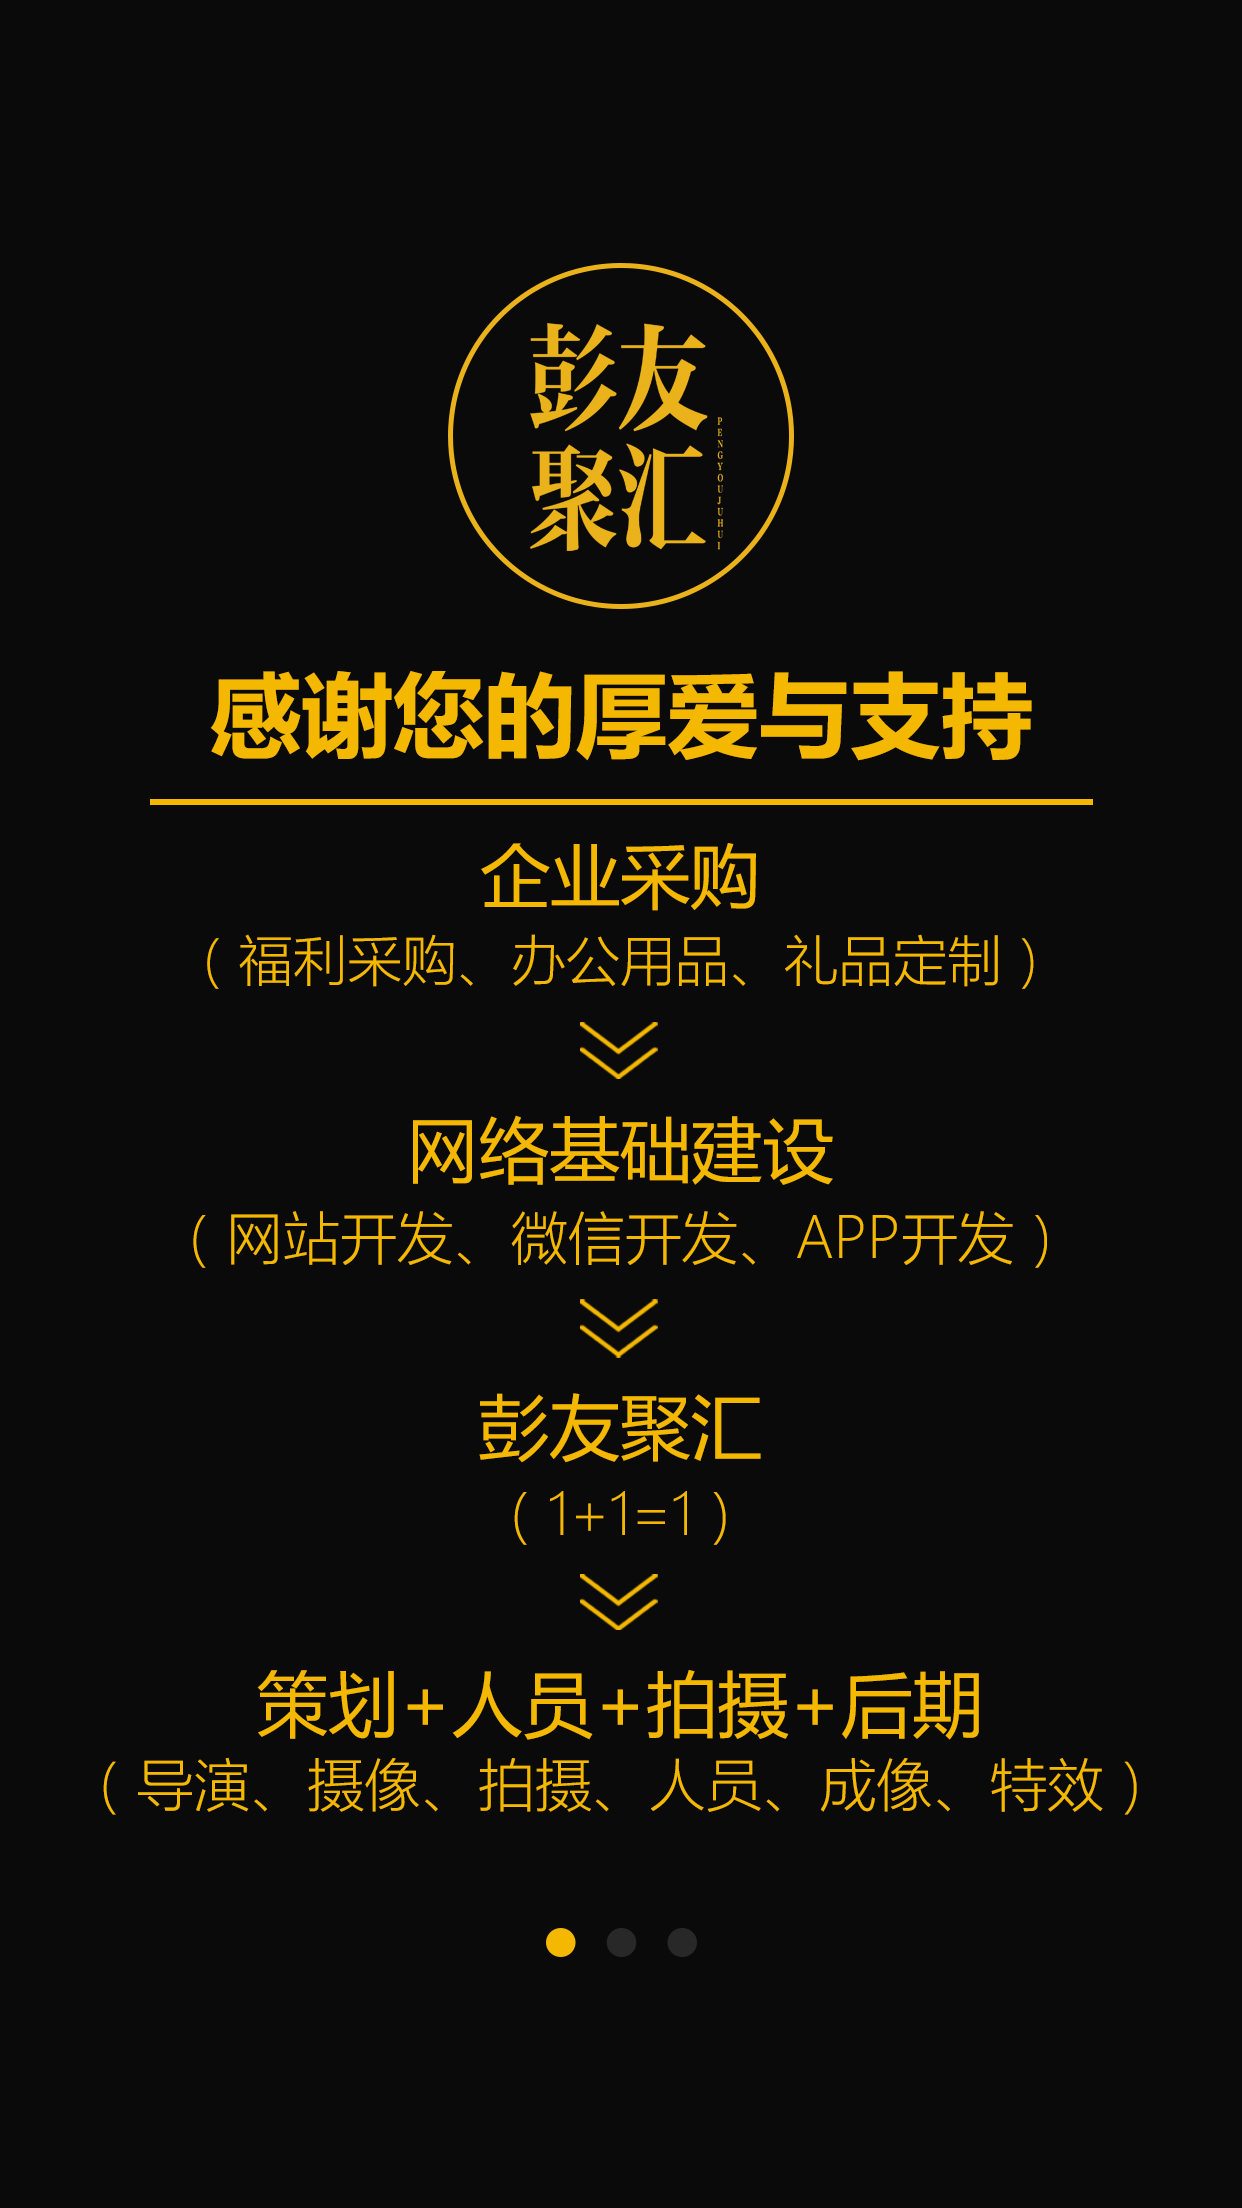 彭友
聚汇
PENGYOUJUHUI
感谢您的厚爱与支持
企业采购
（福利采购、办公用品、礼品定制）
网络基础建设
（网站开发、微信开发、APP开发）
彭友聚汇
（1+1=1）
策划+人员+拍摄+后期
（导演、摄像、拍摄、人员、成像、特效）